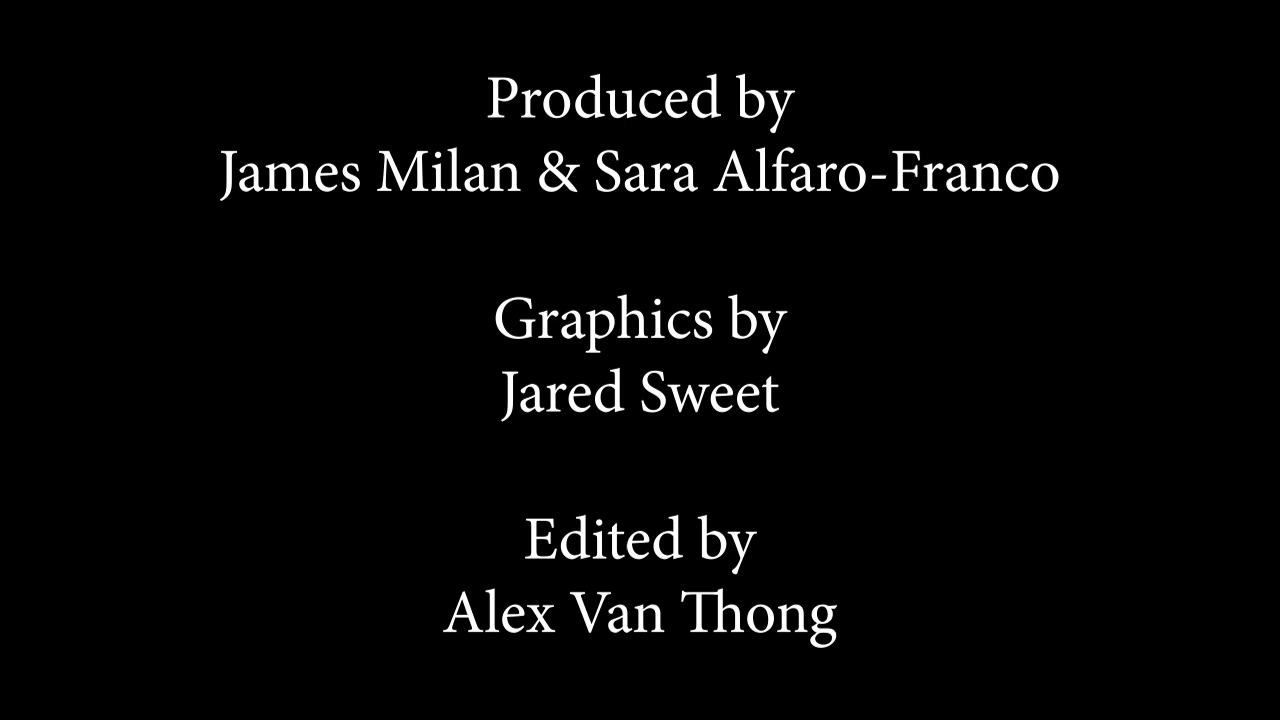 Produced by
James Milan & Sara Alfaro-Franco
Graphics by
Jared Sweet
Edited by
Alex Van Thong